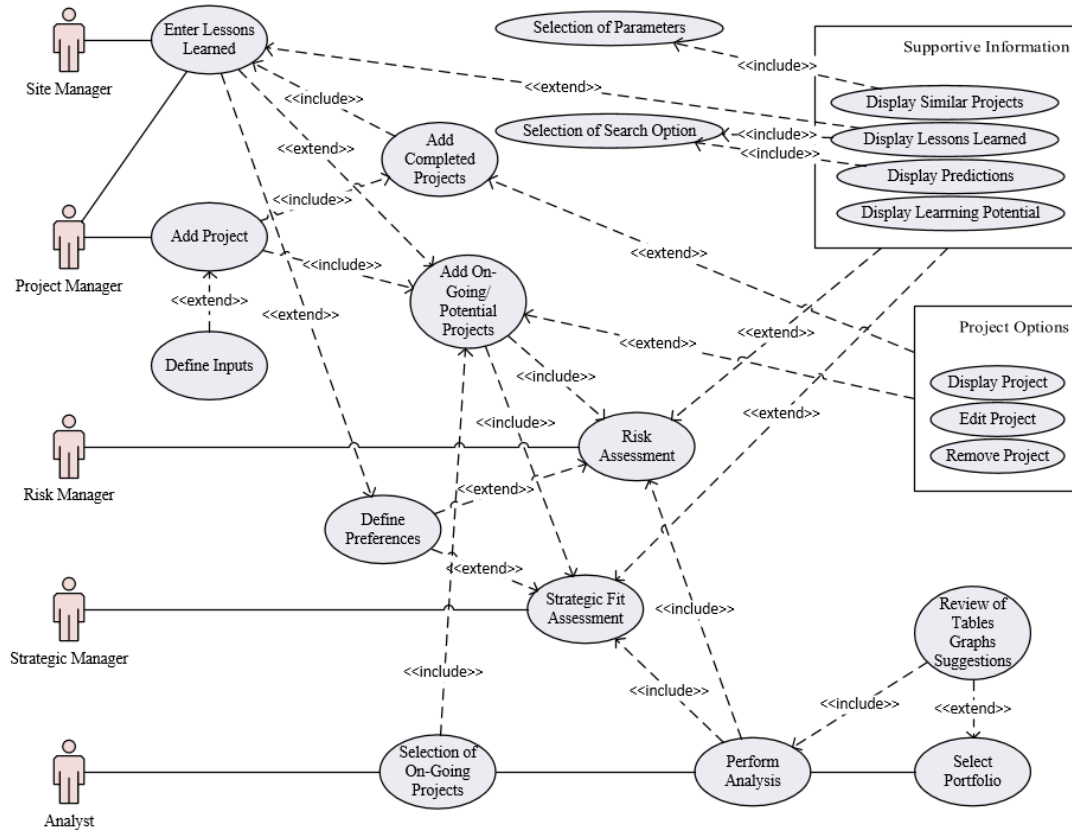 Enter Lessons
Learned
Site Manager
Selection of Parameters
Supportive Information
<<include>>
<<extend>>
<<include>>
Display Similar Projects
Selection of Search Option
<<include>>
Display Lessons Learned
<<include>>
Display Predictions
Display Learrning Potential
<<extend>>
Add
Completed
Projects
<<include>>
Add Project
Project Manager
<<include>>
<<extend>>
<<extend>>
Add On-
Going/
Potential
Projects
<<extend>>
<<extend>>
<<extend>>
Project Options
Define Inputs
<<include>>
Display Project
Edit Project
Remove Project
<<include>>
<<extend>>
Risk
Assessment
Risk Manager
<<extend>>
Define
Preferences
<<extend>>
Strategic Fit
Assessment
<<include>>
Strategic Manager
Review of
Tables
Graphs
Suggestions
<<include>>
<<include>>
<<include>>
<<extend>>
Selection of
On-Going
Projects
Perform
Analysis
Select
Portfolio
Analyst